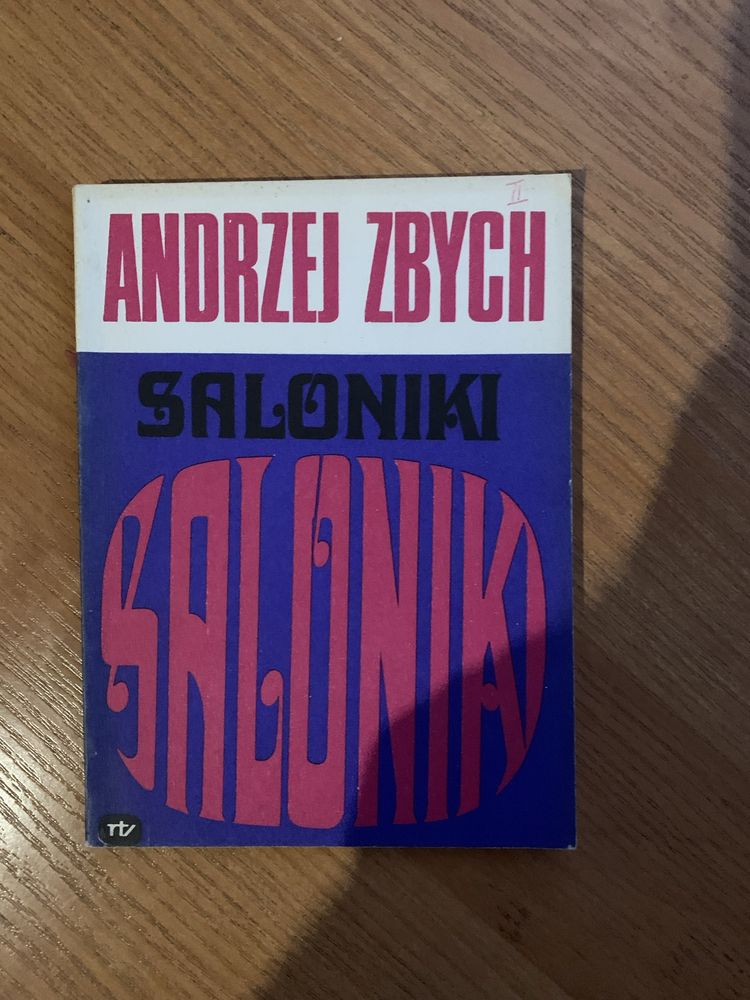 II
ANDRZEJ ZBYCH
SALONIKI
SALONIKI
rtv